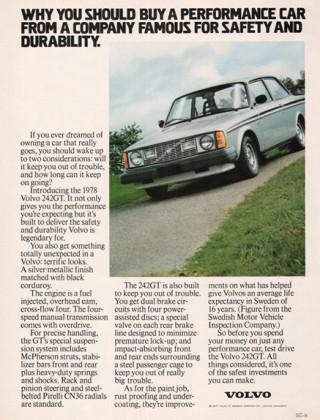 WHY YOU SHOULD BUY A PERFORMANCE CAR
FROM A COMPANY FAMOUS FOR SAFETY AND
DURABILITY.
If you ever dreamed of
owning a car that really
goes, you should wake up
to two considerations: will
it keep you out of trouble,
and how long can it keep
on going?
Introducing the 1978
Volvo 242GT. It not only
gives you the performance
you're expecting but it's
built to deliver the safety
and durability Volvo is
legendary for.
You also get something
totally unexpected in a
Volvo: terrific looks.
A silver metallic finish
matched with black
corduroy.
The engine is a fuel
injected, overhead cam,
cross-flow four. The four-
speed manual transmission
comes with overdrive.
For precise handling,
the GT's special suspen-
sion system includes
McPherson struts, stabi-
lizer bars front and rear
plus heavy-duty springs
and shocks. Rack and
pinion steering and steel-
belted Pirelli CN36 radials
are standard.
The 242GT is also built
to keep you out of trouble.
You get dual brake cir-
cuits with four power-
assisted discs; a special
valve on each rear brake
line designed to minimize
premature lock-up; and
impact-absorbing front
and rear ends surrounding
a steel passenger cage to
keep you out of really
big trouble.
As for the paint job,
rust proofing and under-
coating, they're improve-
ments on what has helped
give Volvos an average life
expectancy in Sweden of
16 years. (Figure from the
Swedish Motor Vehicle
Inspection Company.)
So before you spend
your money on just any
performance car, test drive
the Volvo 242GT. All
things considered, it's one
of the safest investments
you can make.
VOLVO